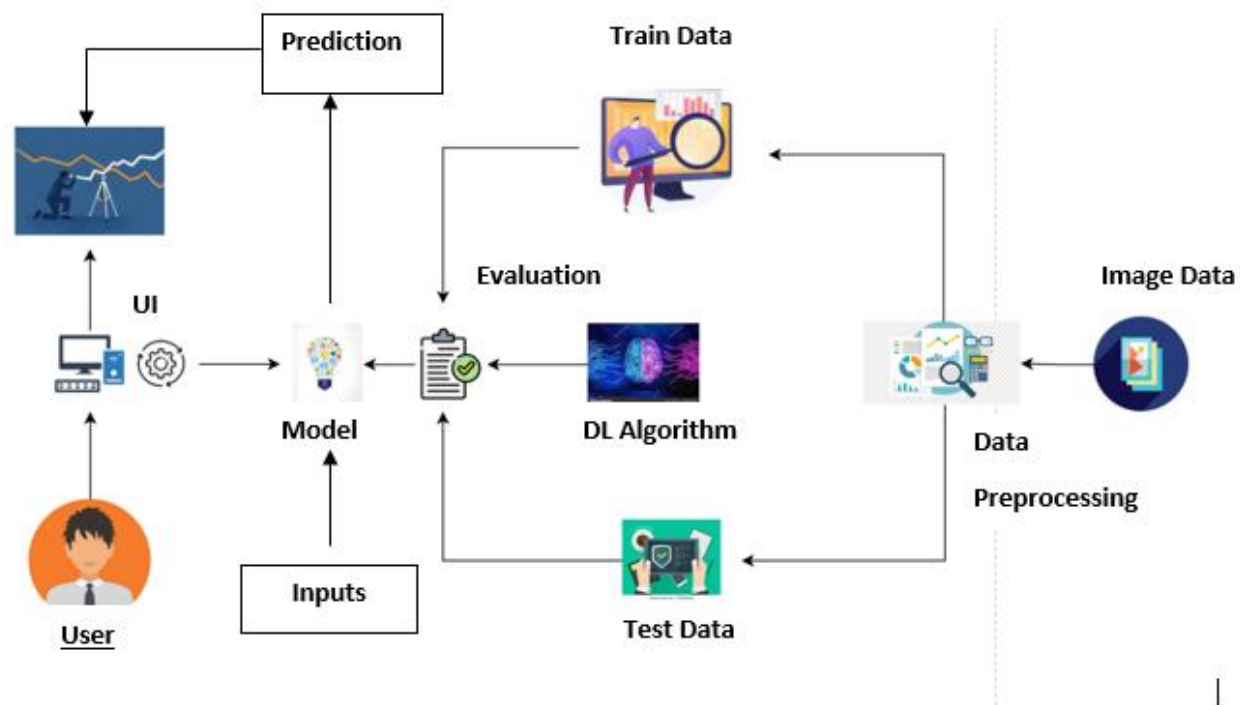 Prediction
Train Data
Evaluation
Image Data
UI
Model
DL Algorithm
Data
Preprocessing
Inputs
User
Test Data